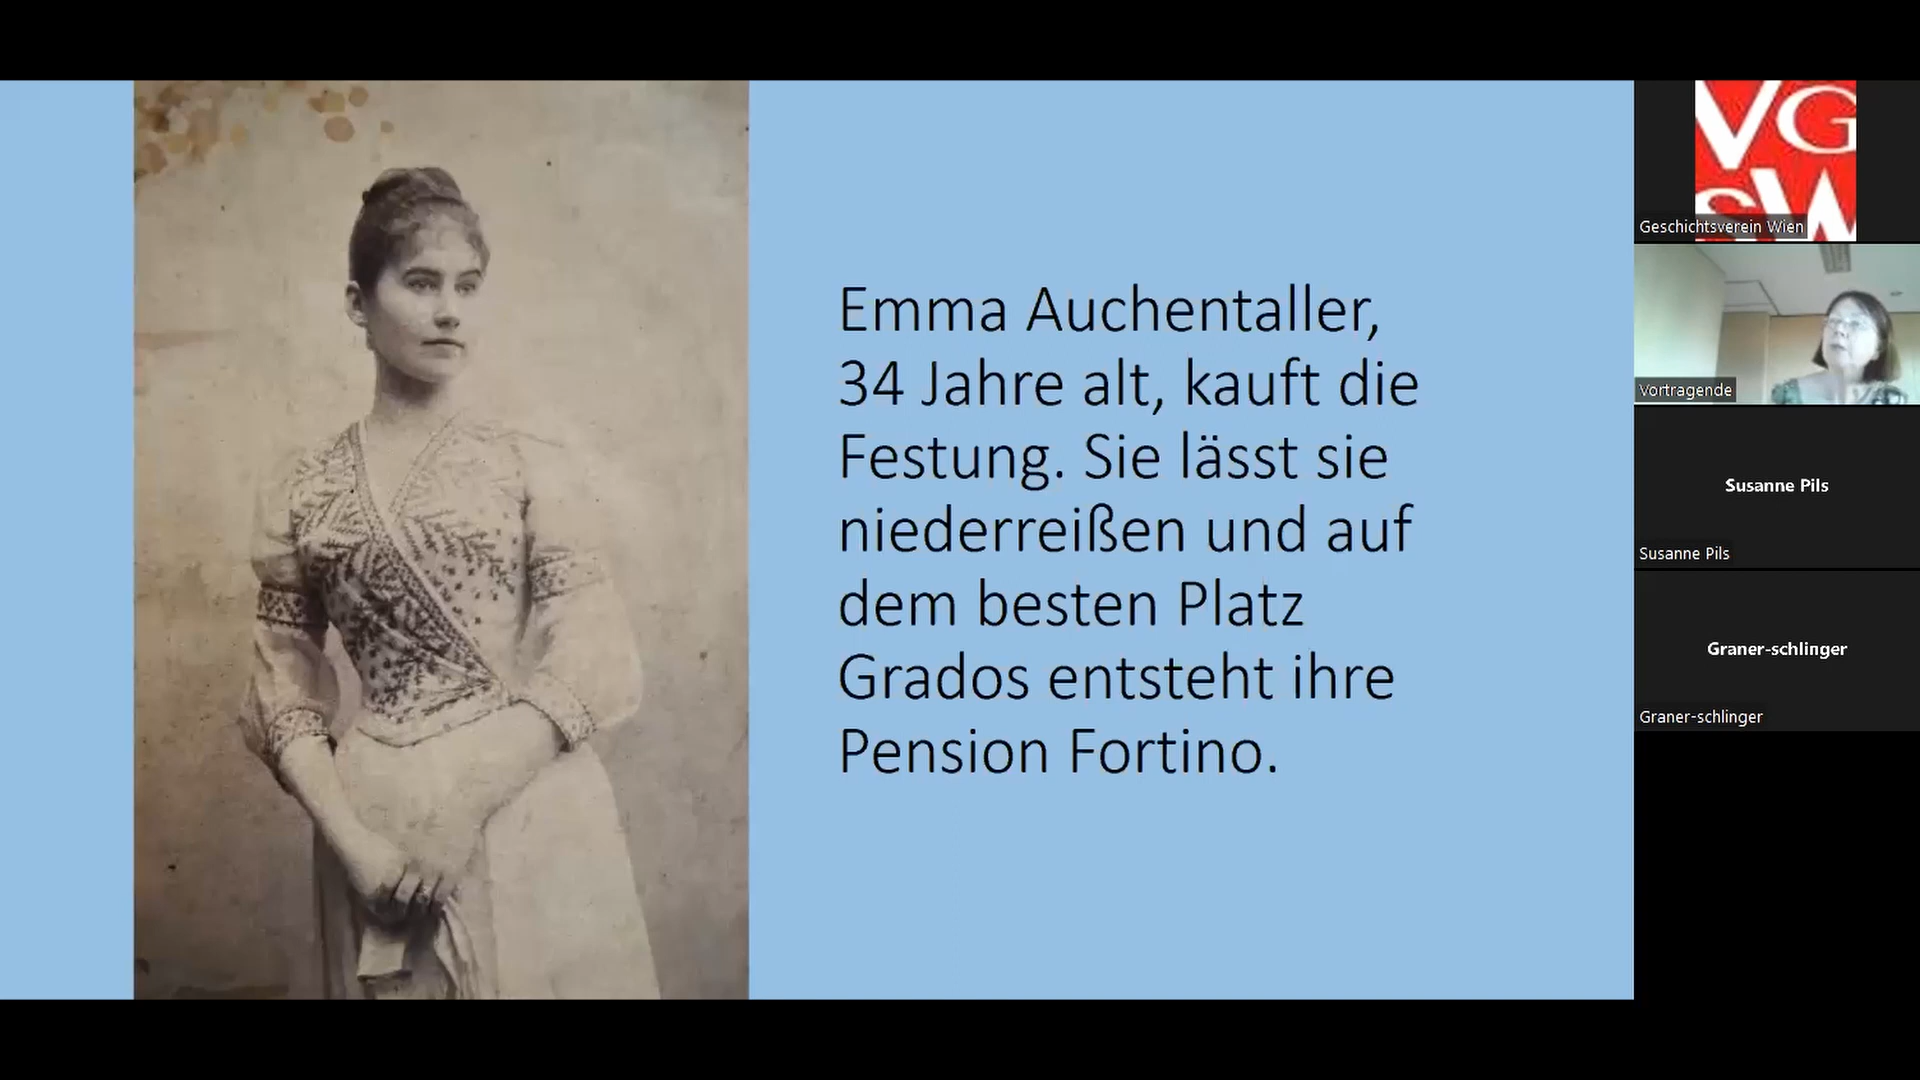 Emma Auchentaller,
34 Jahre alt, kauft die
Festung. Sie lässt sie
niederreißen und auf
dem besten Platz
Grados entsteht ihre
Pension Fortino.
VG
SW
Geschichtsverein Wien
Vortragende
Susanne Pils
Susanne Pils
Graner-schlinger
Graner-schlinger